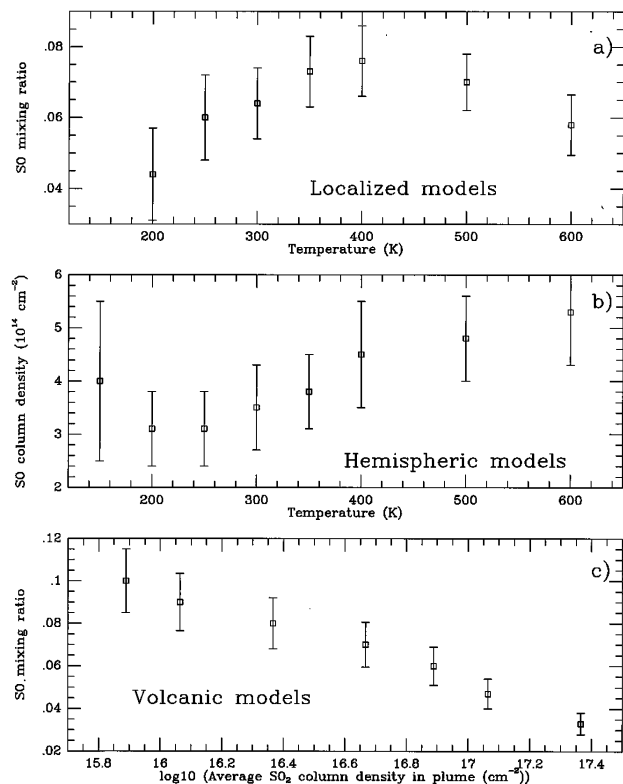 a)
.08
.06
.04
SO mixing ratio
Localized models
200 300 400 500 600
Temperature (K)
b)
6
5
4
3
2
SO column density (10¹⁴ cm⁻²)
Hemispheric models
200 300 400 500 600
Temperature (K)
c)
.12
.1
.08
.06
.04
.02
SO mixing ratio
Volcanic models
15.8 16 16.2 16.4 16.6 16.8 17 17.2 17.4
log10 (Average SO₂ column density in plume (cm⁻²))